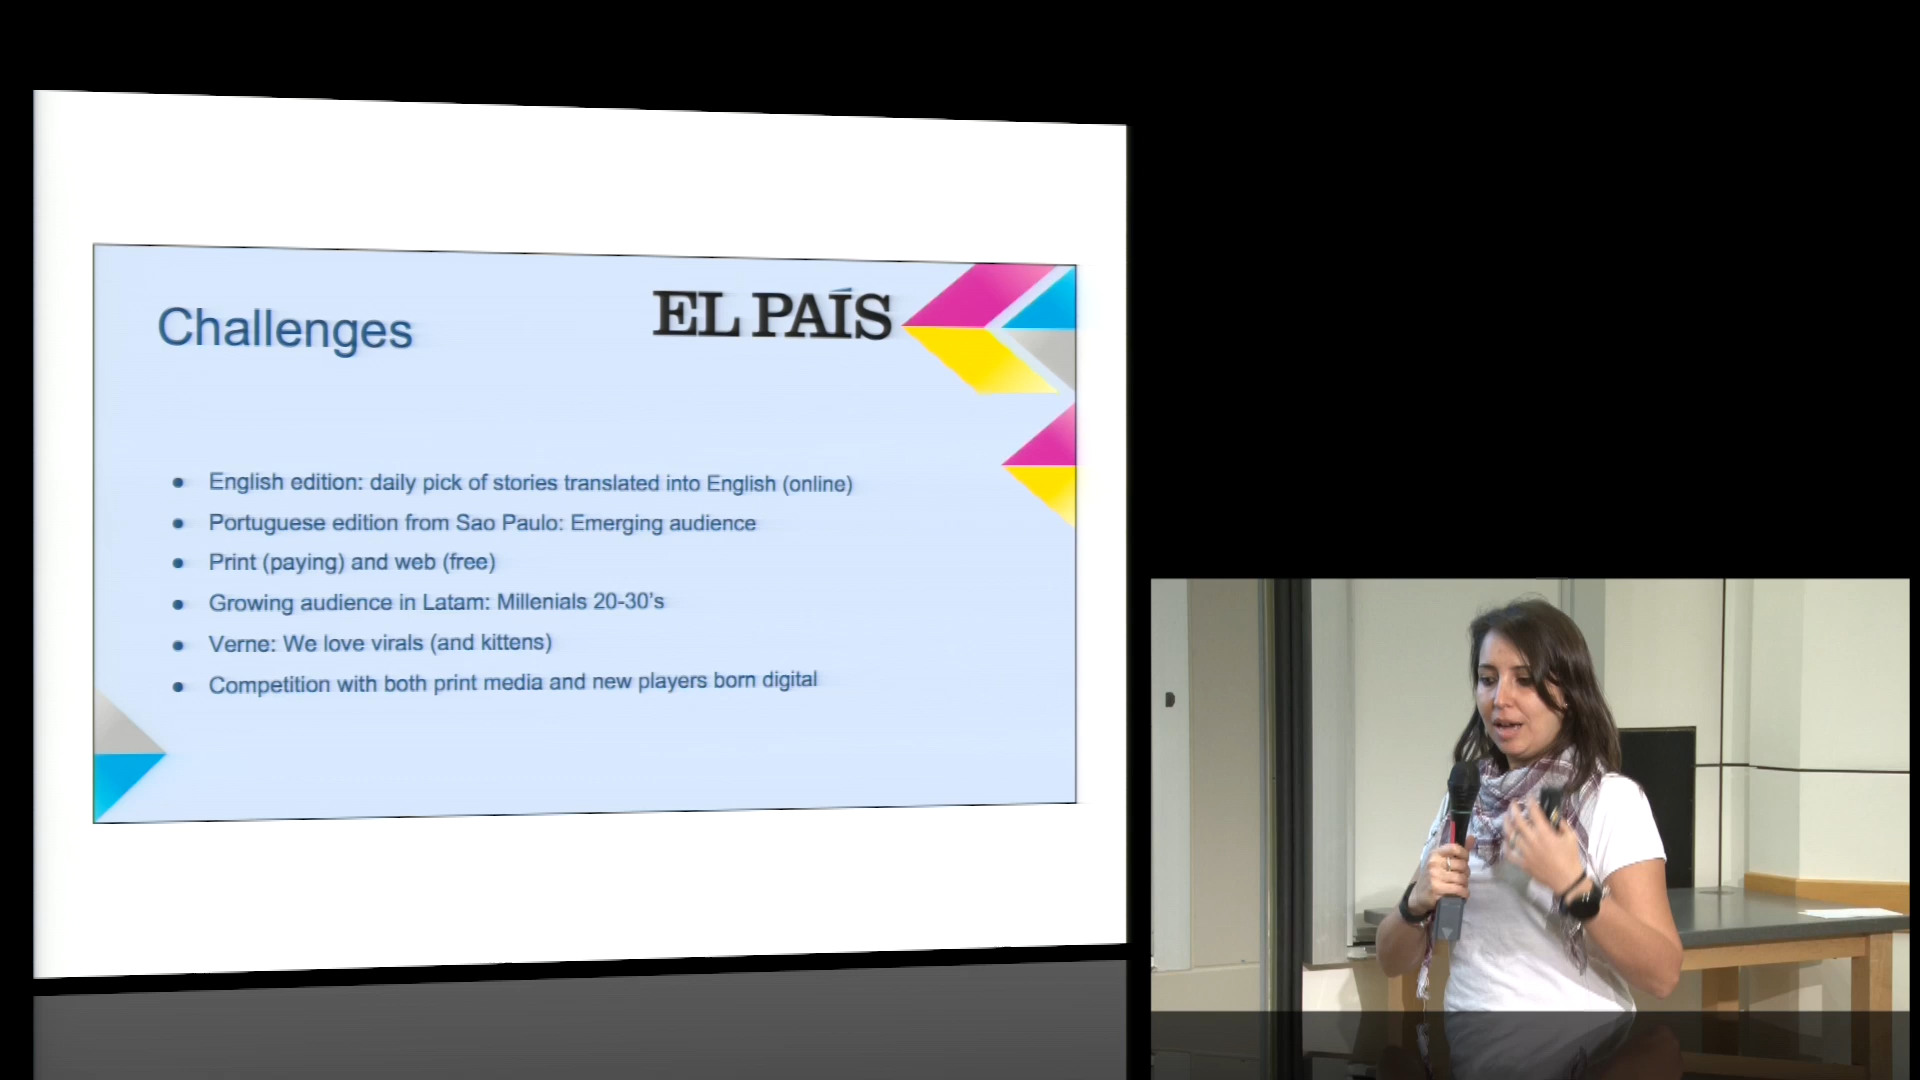 Challenges
EL PAÍS
English edition: daily pick of stories translated into English (online)
Portuguese edition from Sao Paulo: Emerging audience
Print (paying) and web (free)
Growing audience in Latam: Millenials 20-30's
Verne: We love virals (and kittens)
Competition with both print media and new players born digital